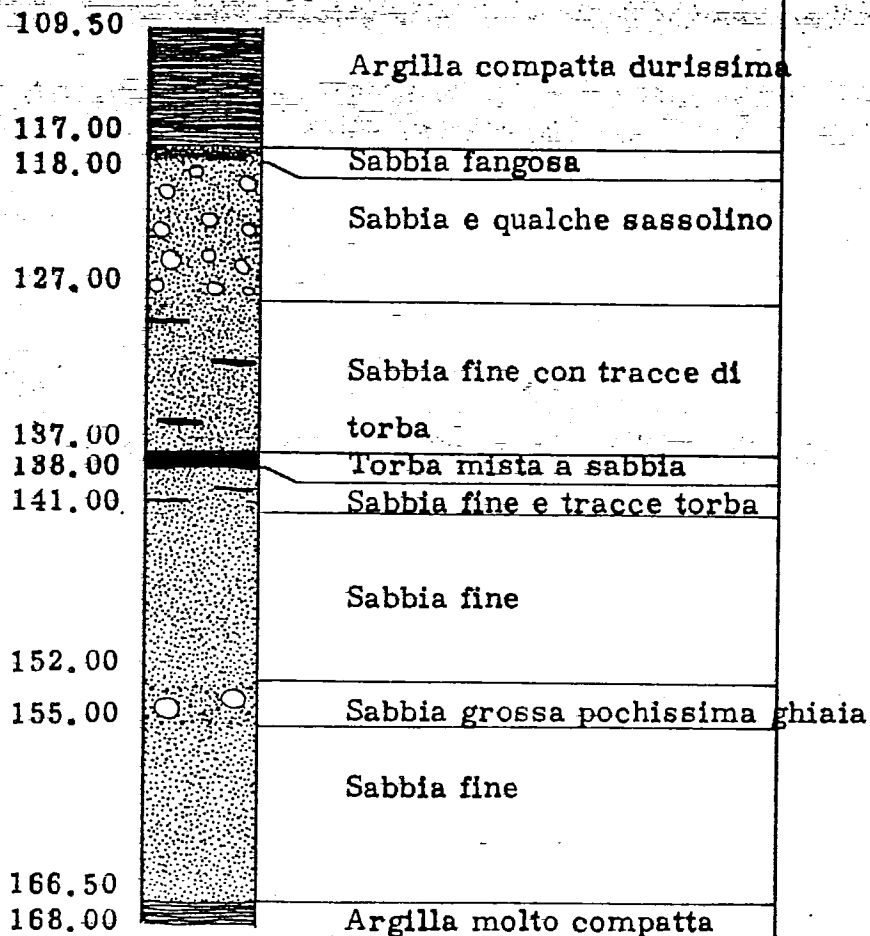 109.50
Argilla compatta durissima
117.00
118.00
Sabbia fangosa
Sabbia e qualche sassolino
127.00
Sabbia fine con tracce di
torba
137.00
138.00
Torba mista a sabbia
141.00
Sabbia fine e tracce torba
Sabbia fine
152.00
155.00
Sabbia grossa pochissima ghiaia
Sabbia fine
166.50
168.00
Argilla molto compatta